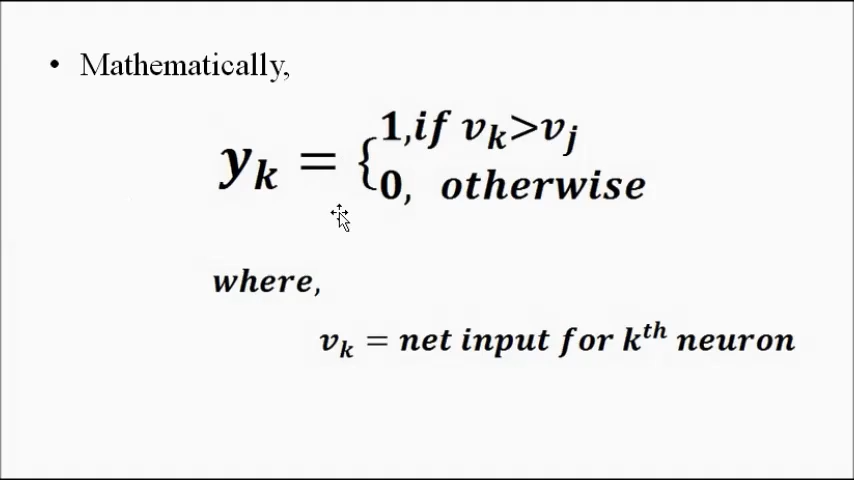 • Mathematically,
y_k = { 1, if v_k > v_j
0, otherwise
where,
v_k = net input for k^th neuron